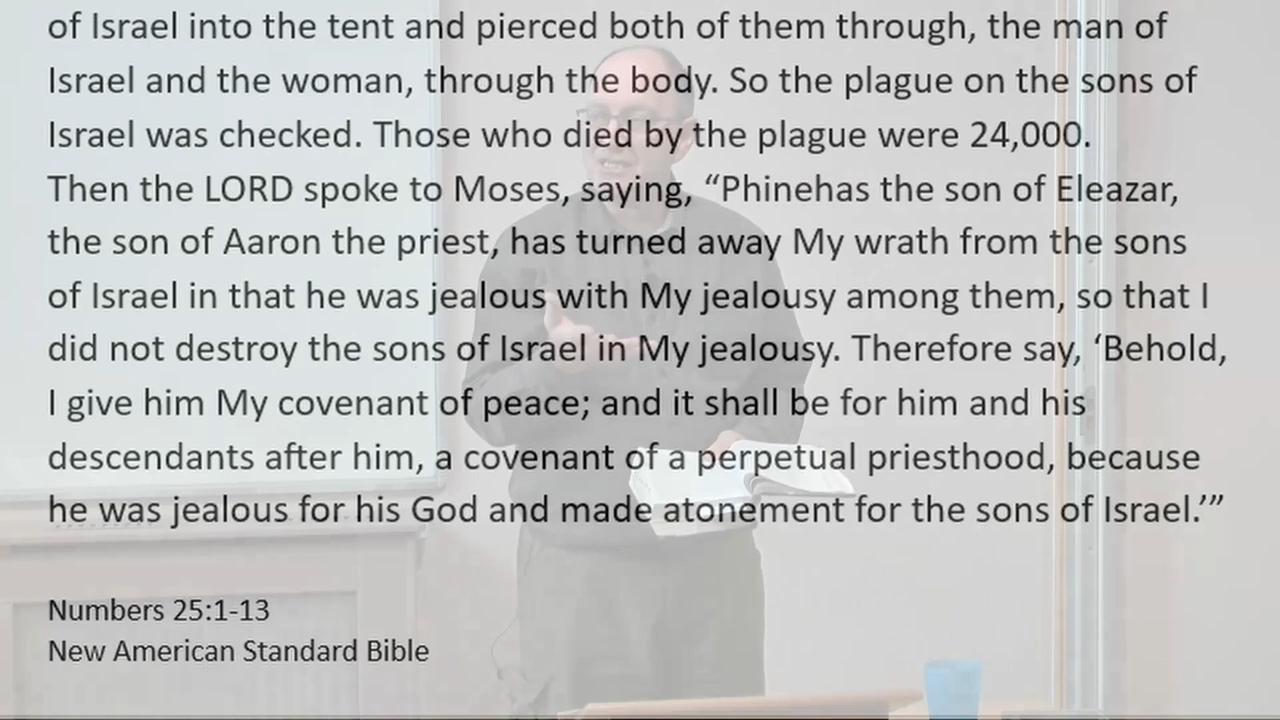 of Israel into the tent and pierced both of them through, the man of
Israel and the woman, through the body. So the plague on the sons of
Israel was checked. Those who died by the plague were 24,000.
Then the LORD spoke to Moses, saying, “Phinehas the son of Eleazar,
the son of Aaron the priest, has turned away My wrath from the sons
of Israel in that he was jealous with My jealousy among them, so that I
did not destroy the sons of Israel in My jealousy. Therefore say, ‘Behold,
I give him My covenant of peace; and it shall be for him and his
descendants after him, a covenant of a perpetual priesthood, because
he was jealous for his God and made atonement for the sons of Israel.’”
Numbers 25:1-13
New American Standard Bible